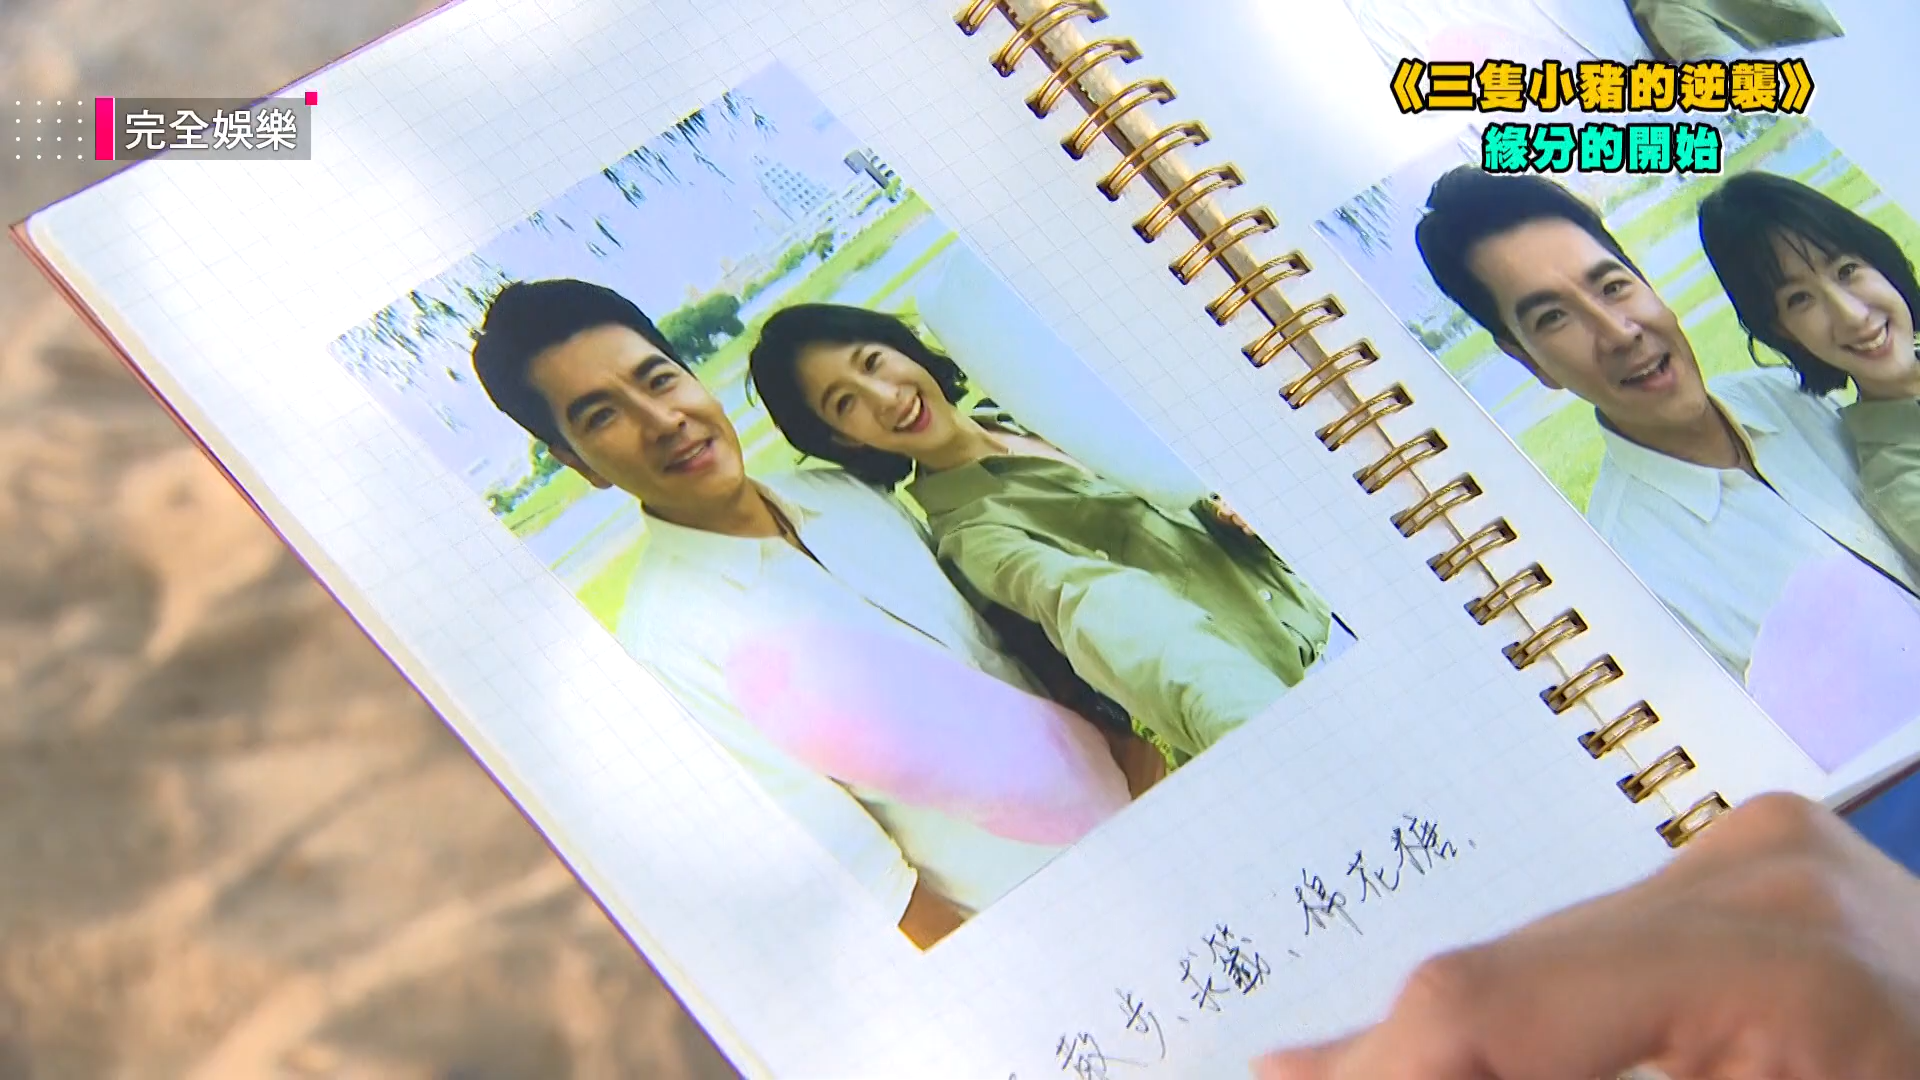 完全娛樂
《三隻小豬的逆襲》
緣分的開始
散步、求籤、棉花糖.